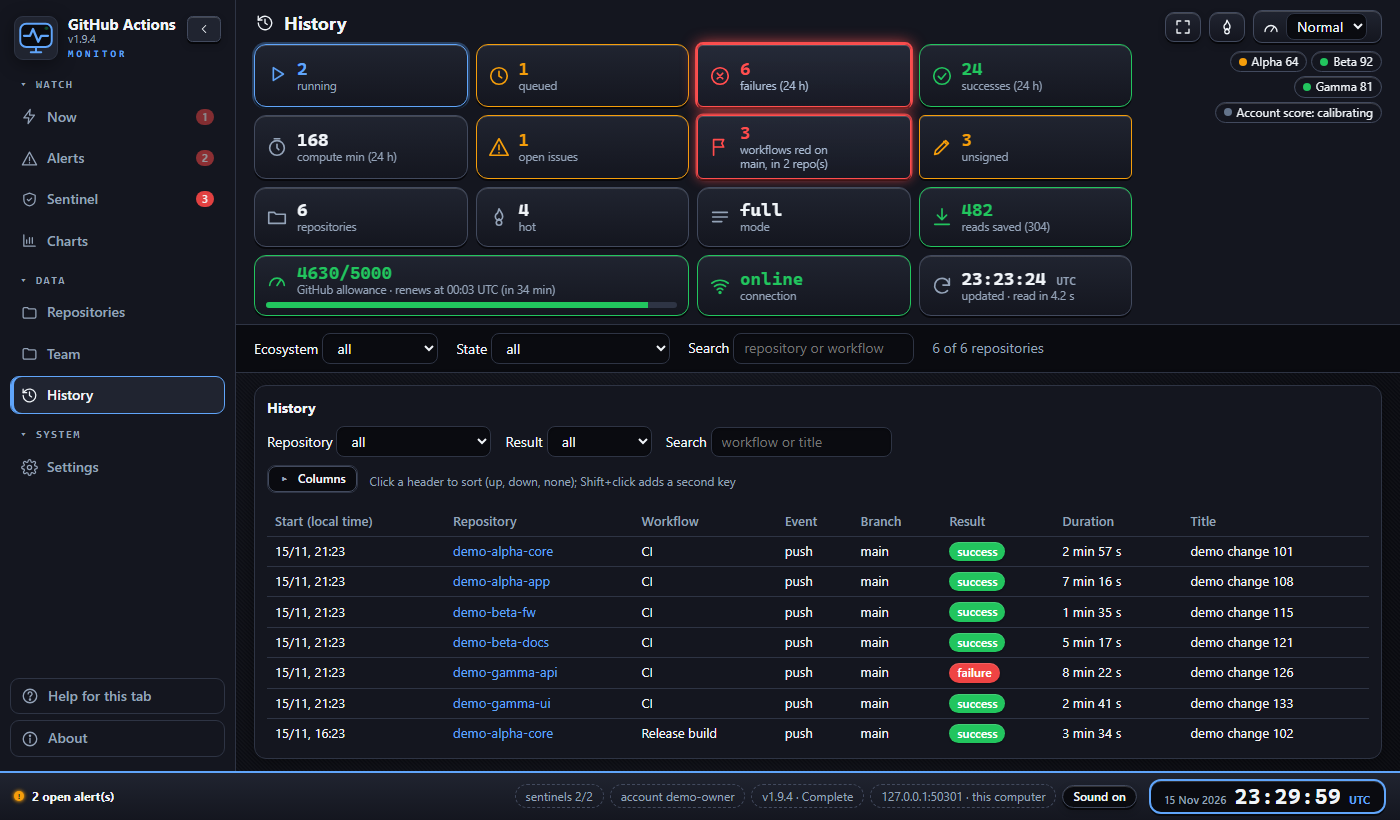 GitHub Actions
v1.9.4
MONITOR
WATCH
Now 1
Alerts 2
Sentinel 3
Charts
DATA
Repositories
Team
History
SYSTEM
Settings
Help for this tab
About
History
Normal
Alpha 64
Beta 92
Gamma 81
Account score: calibrating
2
running
1
queued
6
failures (24 h)
24
successes (24 h)
168
compute min (24 h)
1
open issues
3
workflows red on
main, in 2 repo(s)
3
unsigned
6
repositories
4
hot
full
mode
482
reads saved (304)
4630/5000
GitHub allowance · renews at 00:03 UTC (in 34 min)
online
connection
23:23:24 UTC
updated · read in 4.2 s
Ecosystem all State all Search repository or workflow 6 of 6 repositories
History
Repository all Result all Search workflow or title
Columns Click a header to sort (up, down, none); Shift+click adds a second key
Start (local time) Repository Workflow Event Branch Result Duration Title
15/11, 21:23 demo-alpha-core CI push main success 2 min 57 s demo change 101
15/11, 21:23 demo-alpha-app CI push main success 7 min 16 s demo change 108
15/11, 21:23 demo-beta-fw CI push main success 1 min 35 s demo change 115
15/11, 21:23 demo-beta-docs CI push main success 5 min 17 s demo change 121
15/11, 21:23 demo-gamma-api CI push main failure 8 min 22 s demo change 126
15/11, 21:23 demo-gamma-ui CI push main success 2 min 41 s demo change 133
15/11, 16:23 demo-alpha-core Release build push main success 3 min 34 s demo change 102
2 open alert(s)
sentinels 2/2
account demo-owner
v1.9.4 · Complete
127.0.0.1:50301 · this computer
Sound on
15 Nov 2026 23:29:59 UTC